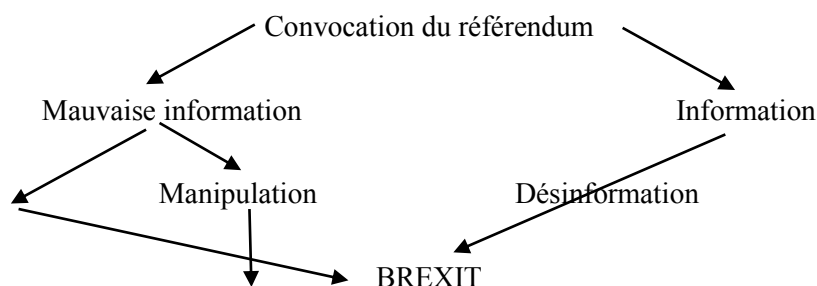 Convocation du référendum
Mauvaise information Information
Manipulation Désinformation
BREXIT